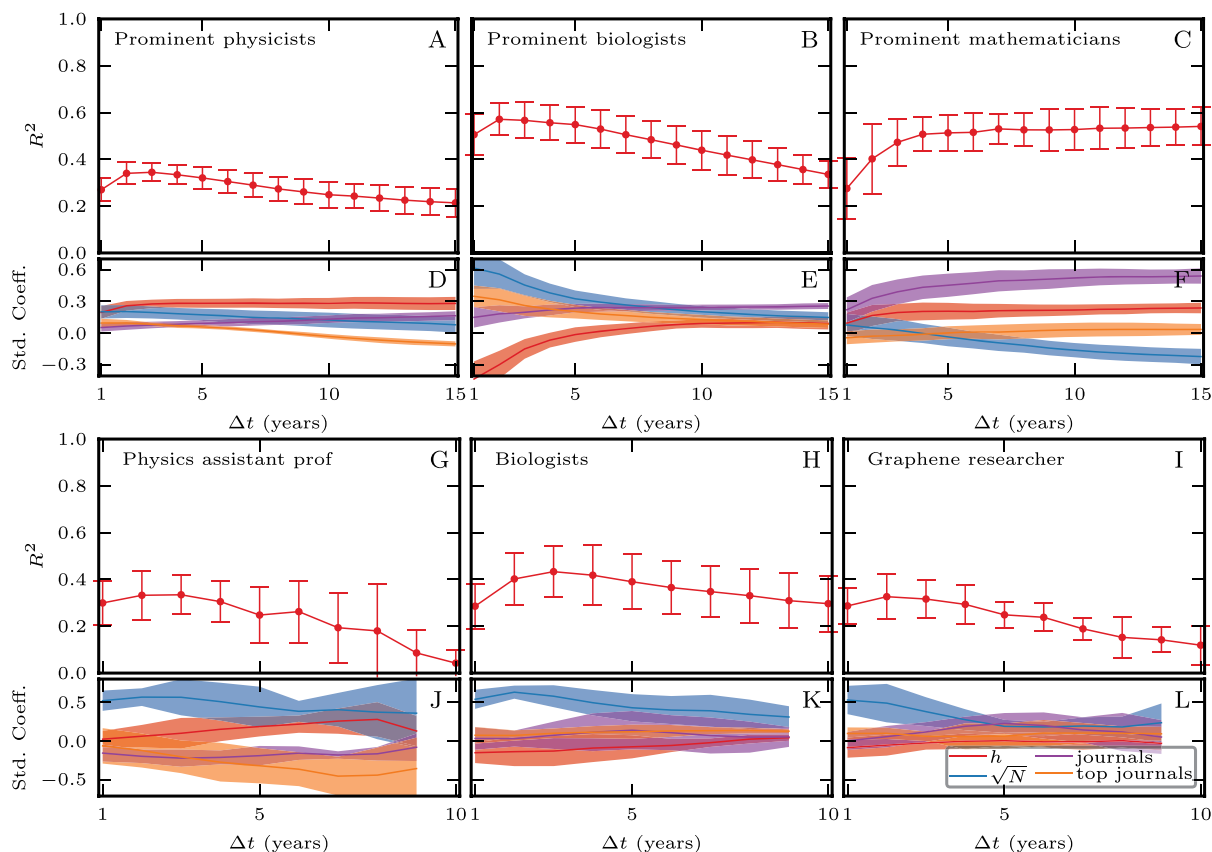 Prominent physicists A
Prominent biologists B
Prominent mathematicians C
1.0
0.8
0.6
0.4
0.2
0.0
R²
D
E
F
0.6
0.3
0.0
−0.3
Std. Coeff.
1 5 10 15
1 5 10 15
1 5 10 15
Δt (years)
Δt (years)
Δt (years)
Physics assistant prof G
Biologists H
Graphene researcher I
1.0
0.8
0.6
0.4
0.2
0.0
R²
J
K
L
0.5
0.0
−0.5
Std. Coeff.
h journals
√N top journals
1 5 10
1 5 10
1 5 10
Δt (years)
Δt (years)
Δt (years)